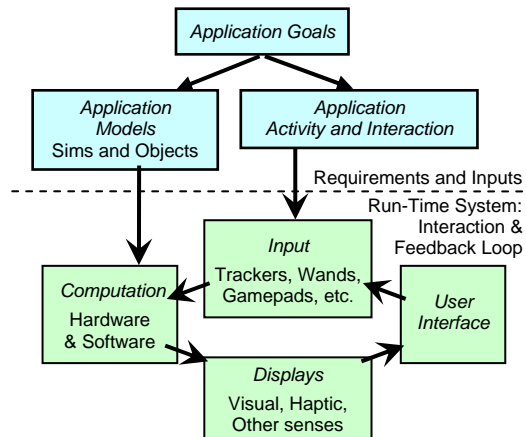 Application Goals
Application
Models
Sims and Objects
Application
Activity and Interaction
Requirements and Inputs
Run-Time System:
Interaction &
Feedback Loop
Input
Trackers, Wands,
Gamepads, etc.
Computation
Hardware
& Software
User
Interface
Displays
Visual, Haptic,
Other senses